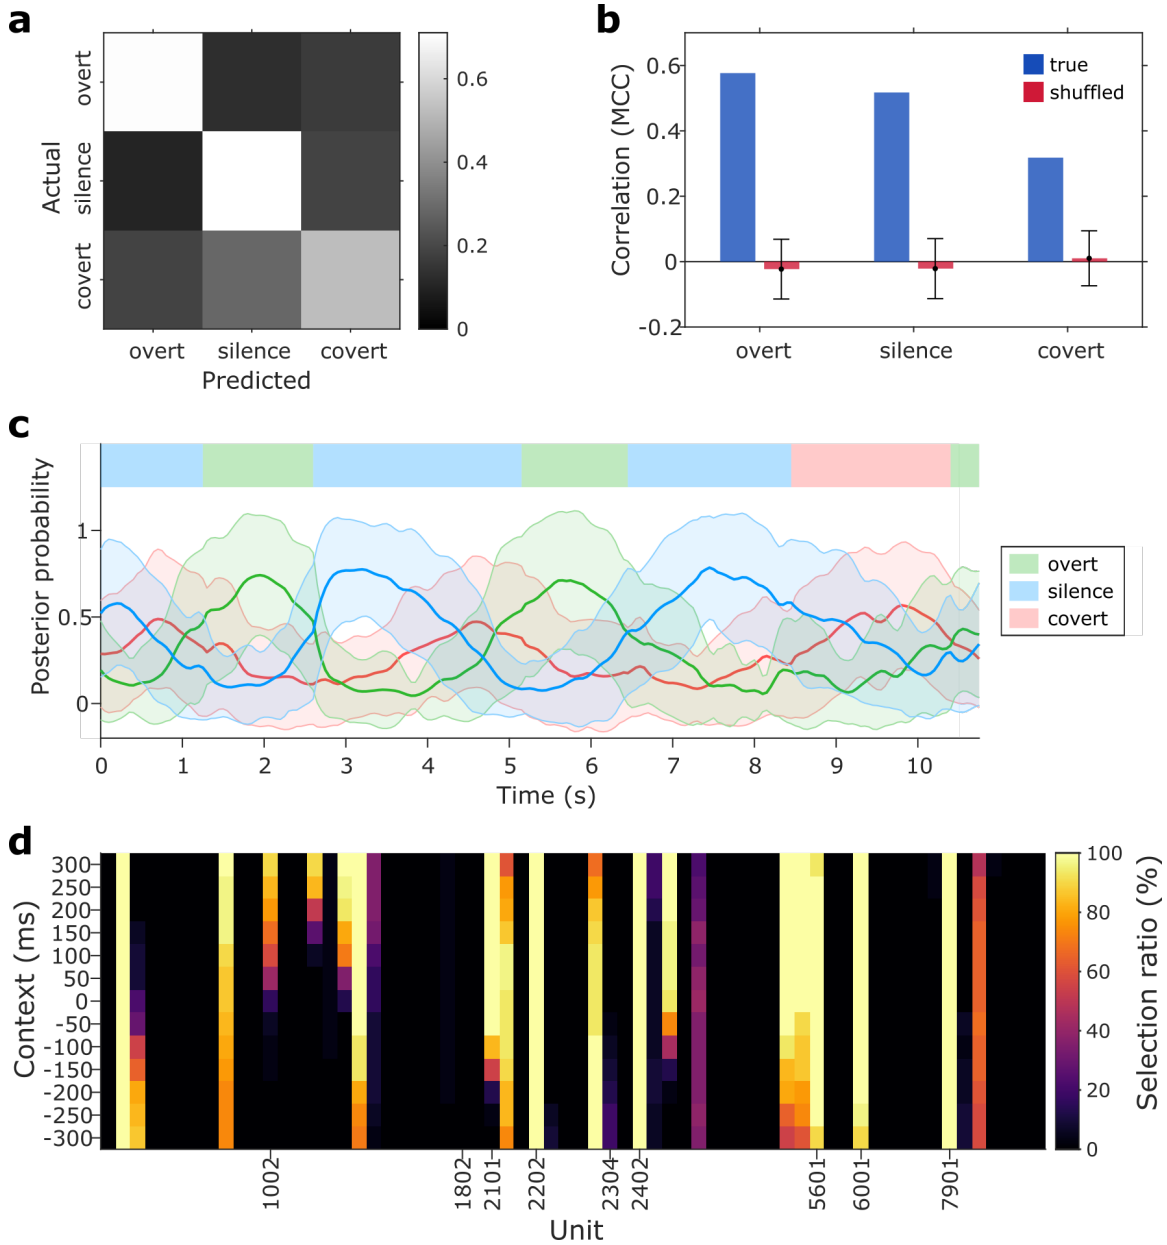 a
overt
silence
covert
Actual
overt
silence
covert
Predicted
0.6
0.4
0.2
0
b
Correlation (MCC)
0.6
0.4
0.2
0
-0.2
true
shuffled
overt
silence
covert
c
Posterior probability
1
0.5
0
0
1
2
3
4
5
6
7
8
9
10
Time (s)
overt
silence
covert
d
Context (ms)
300
250
200
150
100
50
0
-50
-100
-150
-200
-250
-300
1002
1802
2101
2202
2304
2402
5601
6001
7901
Unit
100
80
60
40
20
0
Selection ratio (%)